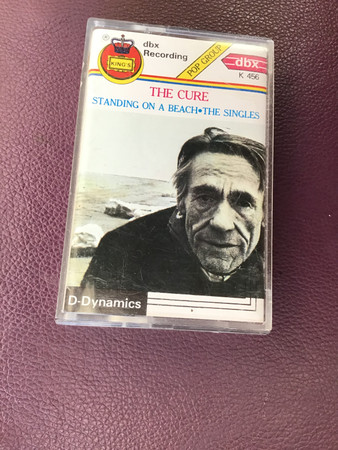 ®
KING'S
dbx
Recording
POP GROUP
dbx
K 456
THE CURE
STANDING ON A BEACH•THE SINGLES
D-Dynamics